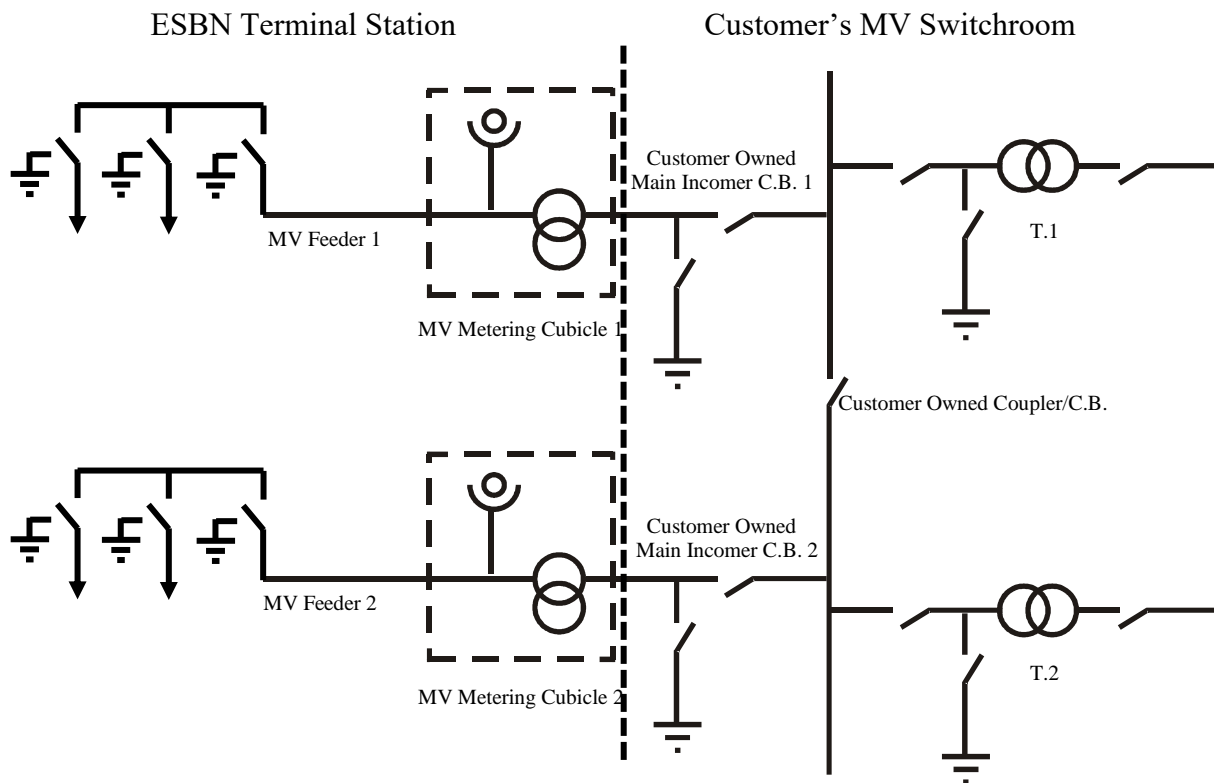 ESBN Terminal Station
Customer’s MV Switchroom
Customer Owned
Main Incomer C.B. 1
MV Feeder 1
T.1
MV Metering Cubicle 1
Customer Owned Coupler/C.B.
Customer Owned
Main Incomer C.B. 2
MV Feeder 2
T.2
MV Metering Cubicle 2